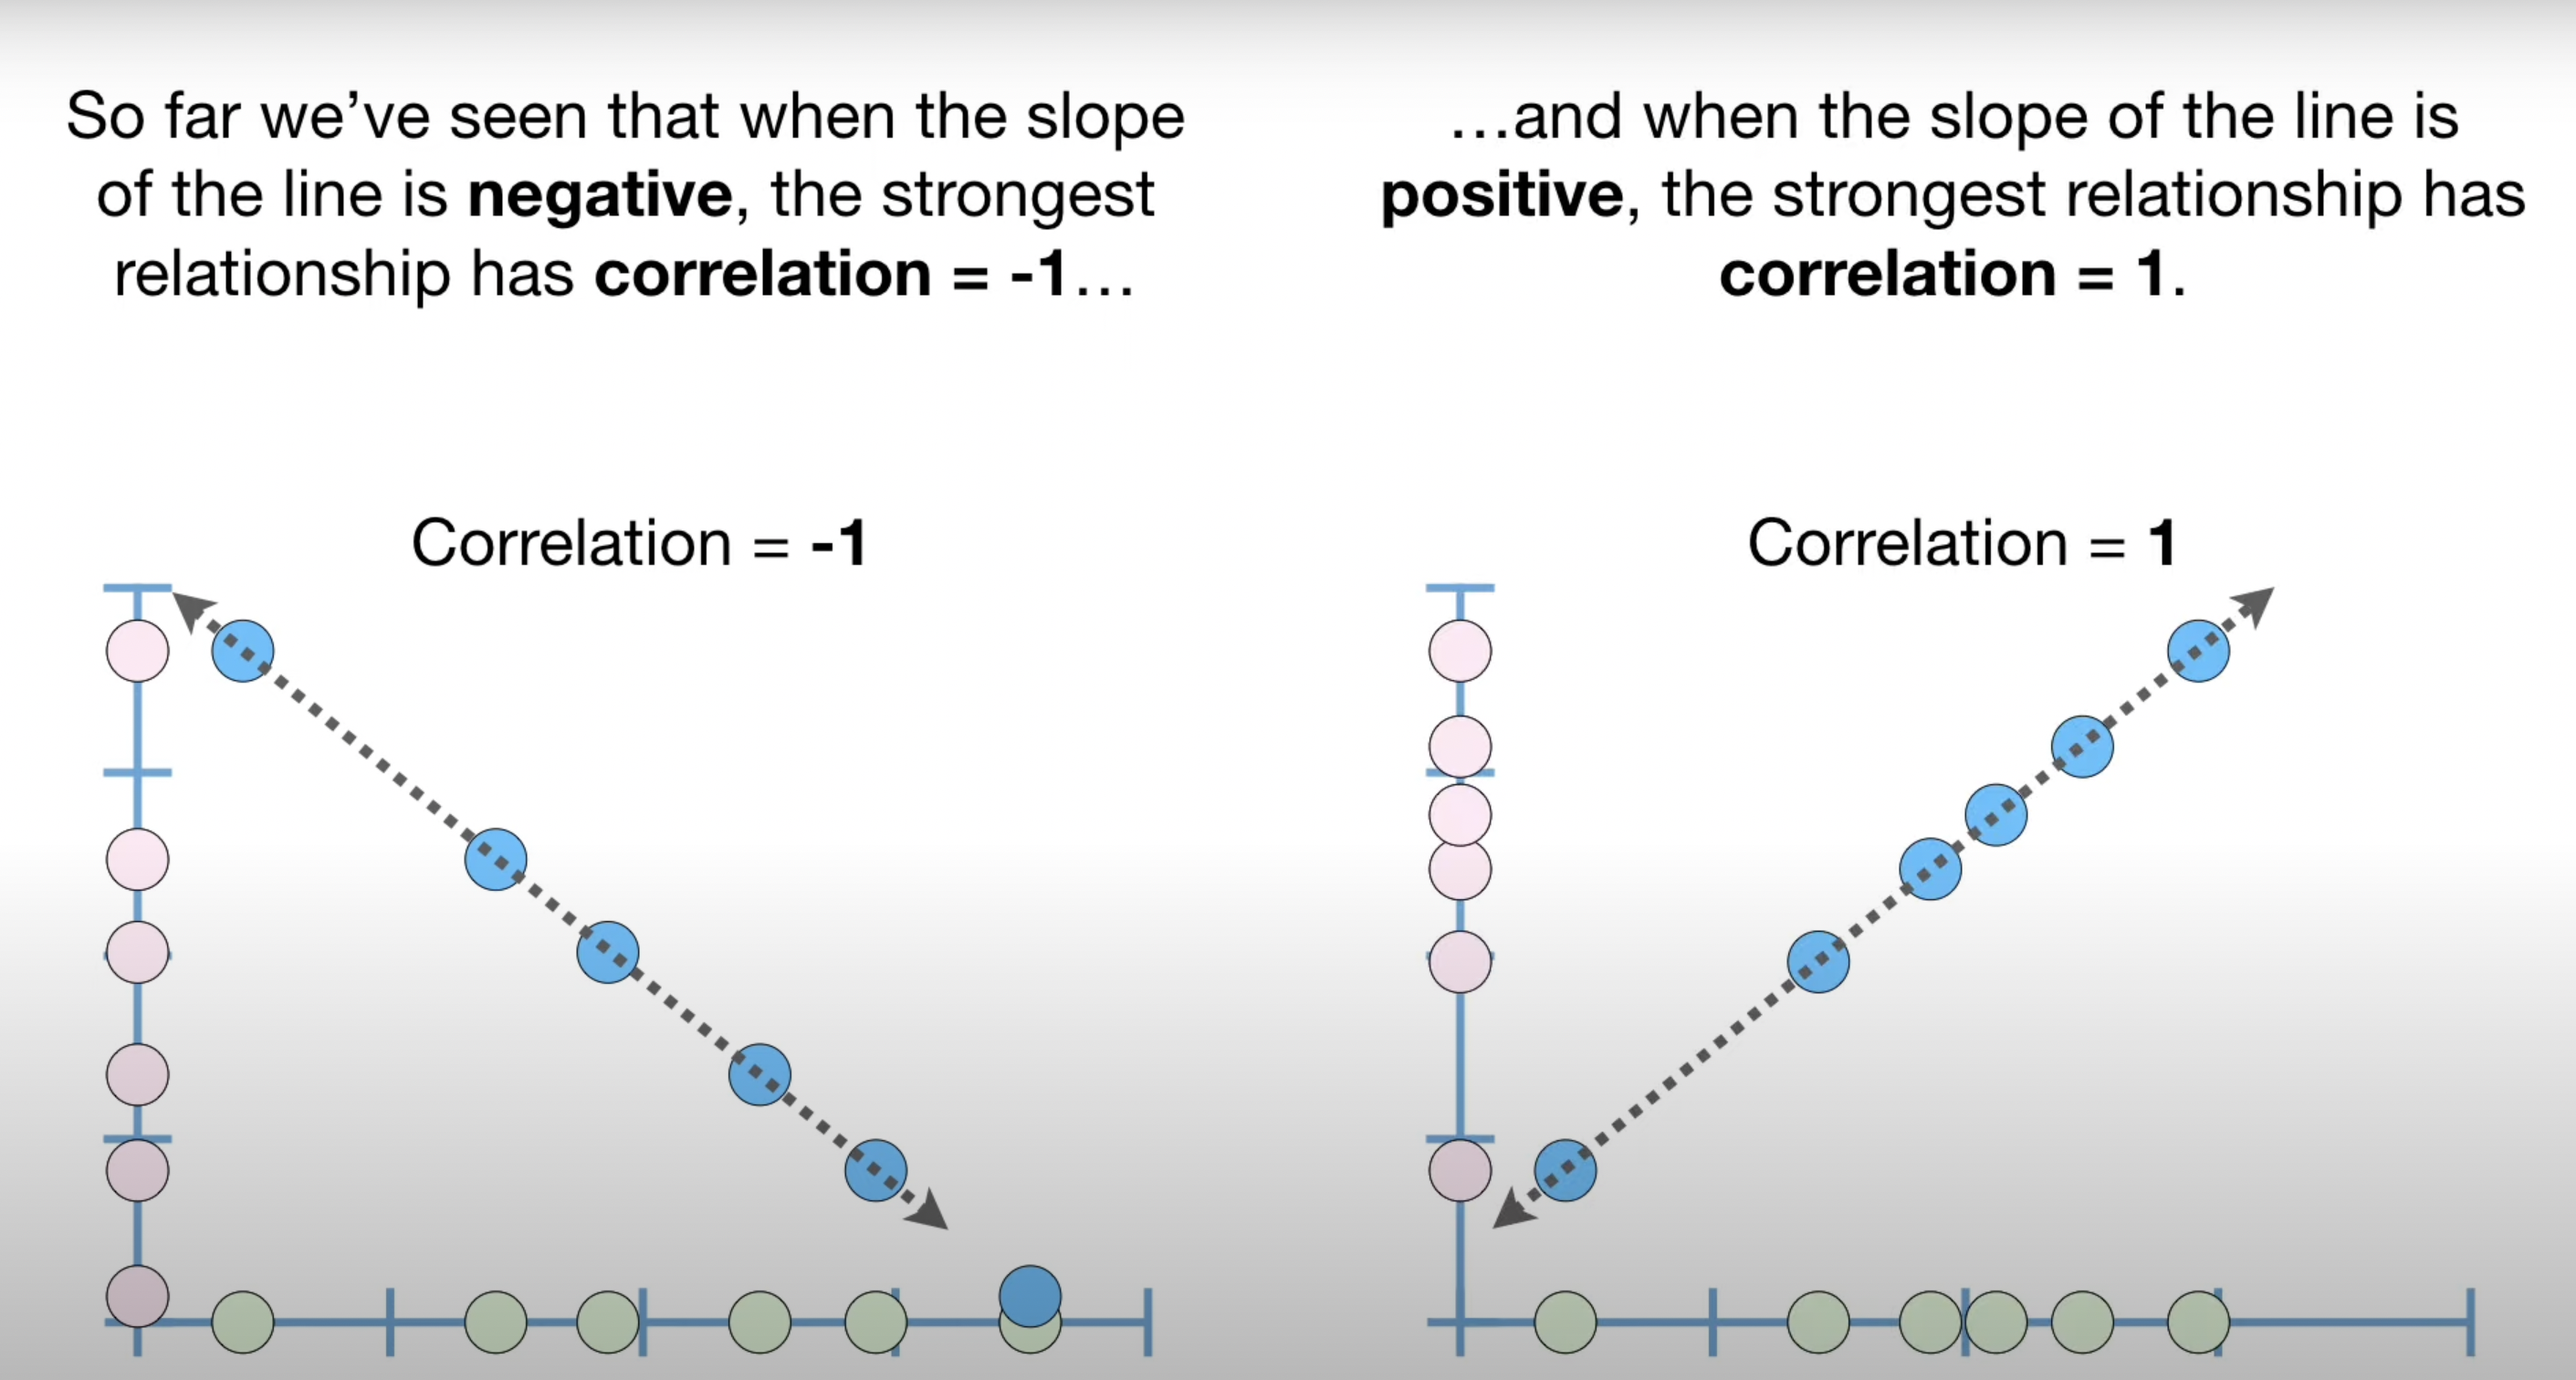 So far we’ve seen that when the slope
of the line is negative, the strongest
relationship has correlation = -1…
…and when the slope of the line is
positive, the strongest relationship has
correlation = 1.
Correlation = -1
Correlation = 1